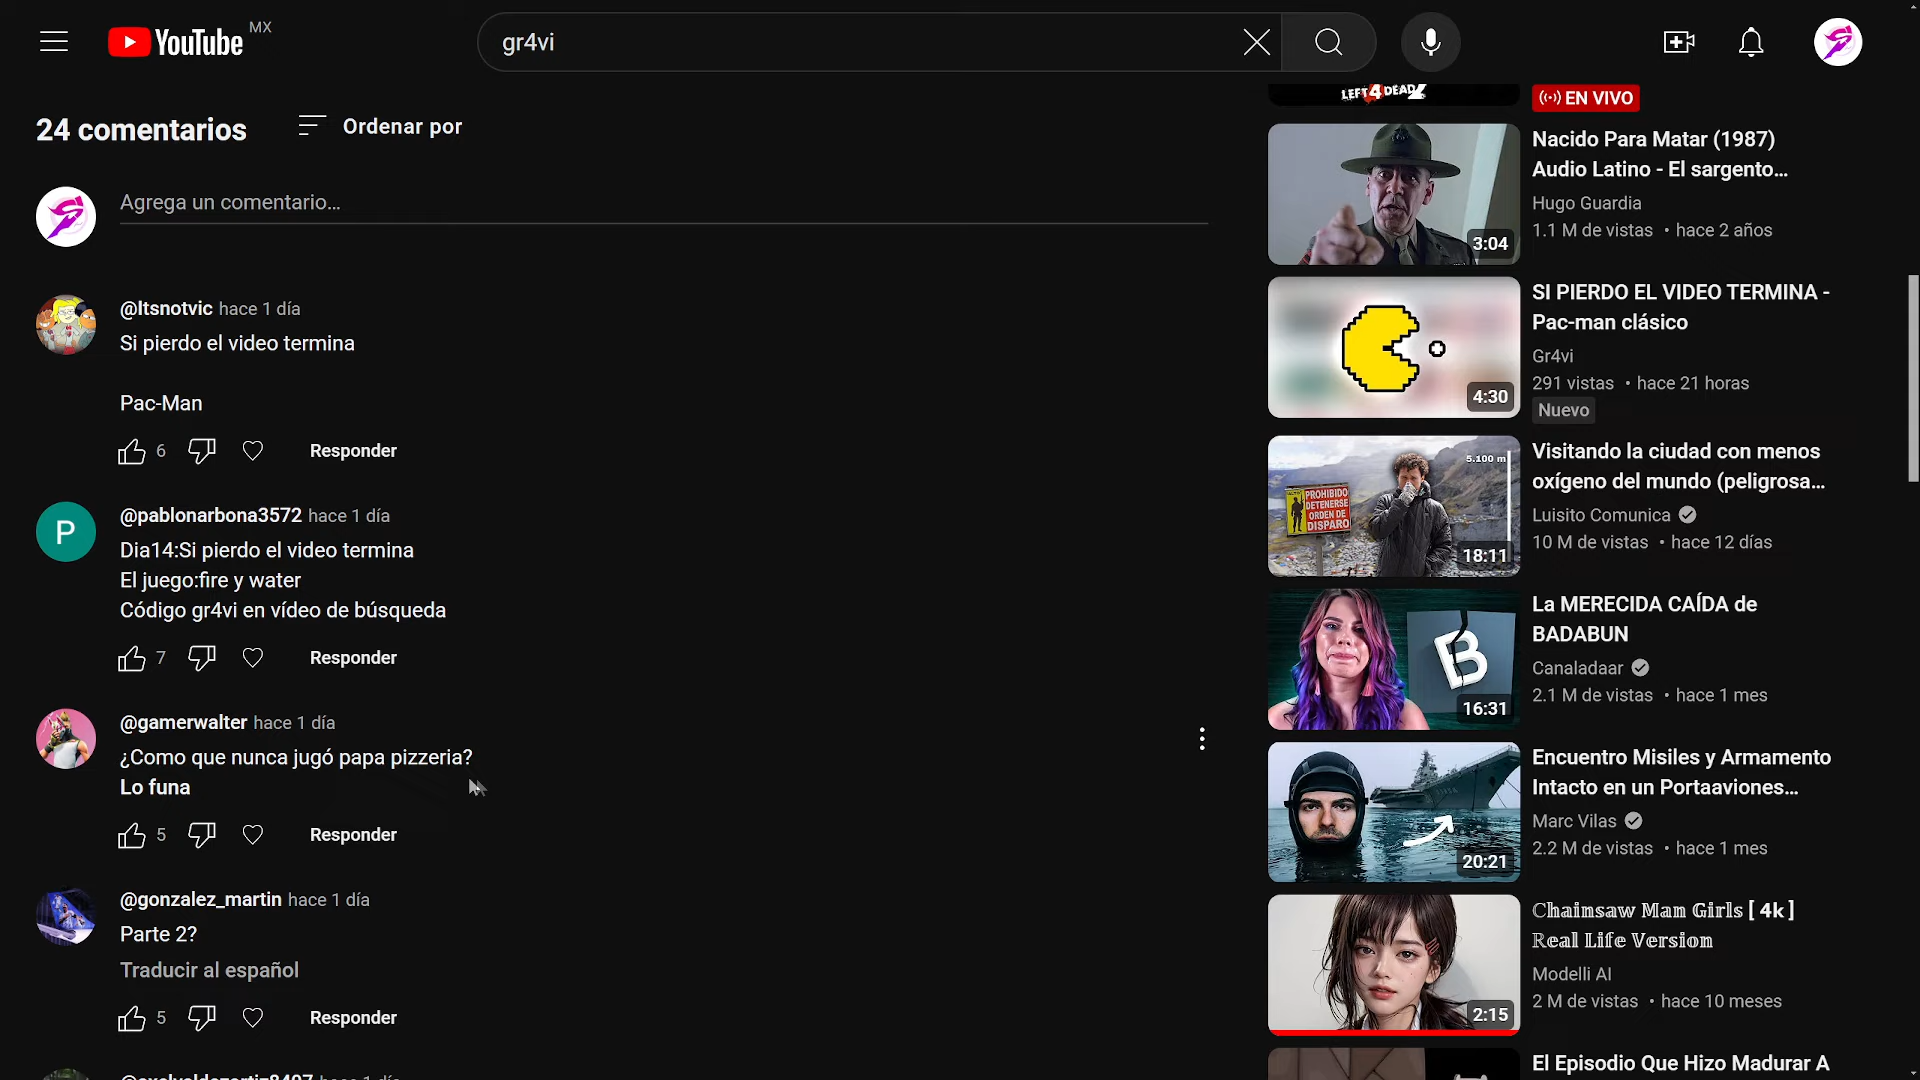 YouTube MX
gr4vi
24 comentarios
Ordenar por
Agrega un comentario...
@ltsnotvic hace 1 día
Si pierdo el video termina
Pac-Man
6
Responder
P
@pablonarbona3572 hace 1 día
Dia14:Si pierdo el video termina
El juego:fire y water
Código gr4vi en vídeo de búsqueda
7
Responder
@gamerwalter hace 1 día
¿Como que nunca jugó papa pizzeria?
Lo funa
5
Responder
@gonzalez_martin hace 1 día
Parte 2?
Traducir al español
5
Responder
LEFT 4 DEAD 2
EN VIVO
3:04
Nacido Para Matar (1987)
Audio Latino - El sargento...
Hugo Guardia
1.1 M de vistas • hace 2 años
4:30
SI PIERDO EL VIDEO TERMINA -
Pac-man clásico
Gr4vi
291 vistas • hace 21 horas
Nuevo
5.100 m
PROHIBIDO
DETENERSE
ORDEN DE
DISPARO
18:11
Visitando la ciudad con menos
oxígeno del mundo (peligrosa...
Luisito Comunica
10 M de vistas • hace 12 días
B
16:31
La MERECIDA CAÍDA de
BADABUN
Canaladaar
2.1 M de vistas • hace 1 mes
20:21
Encuentro Misiles y Armamento
Intacto en un Portaaviones...
Marc Vilas
2.2 M de vistas • hace 1 mes
2:15
ℂhainsaw 𝕄an 𝔾irls [ 4k ]
ℝeal 𝕃ife 𝕍ersion
Modelli AI
2 M de vistas • hace 10 meses
El Episodio Que Hizo Madurar A